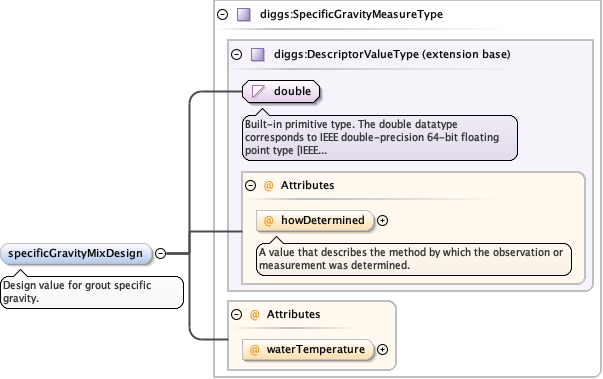 diggs:SpecificGravityMeasureType
diggs:DescriptorValueType (extension base)
double
Built-in primitive type. The double datatype
corresponds to IEEE double-precision 64-bit floating
point type [IEEE...
@ Attributes
@ howDetermined
A value that describes the method by which the observation or
measurement was determined.
specificGravityMixDesign
Design value for grout specific
gravity.
@ Attributes
@ waterTemperature